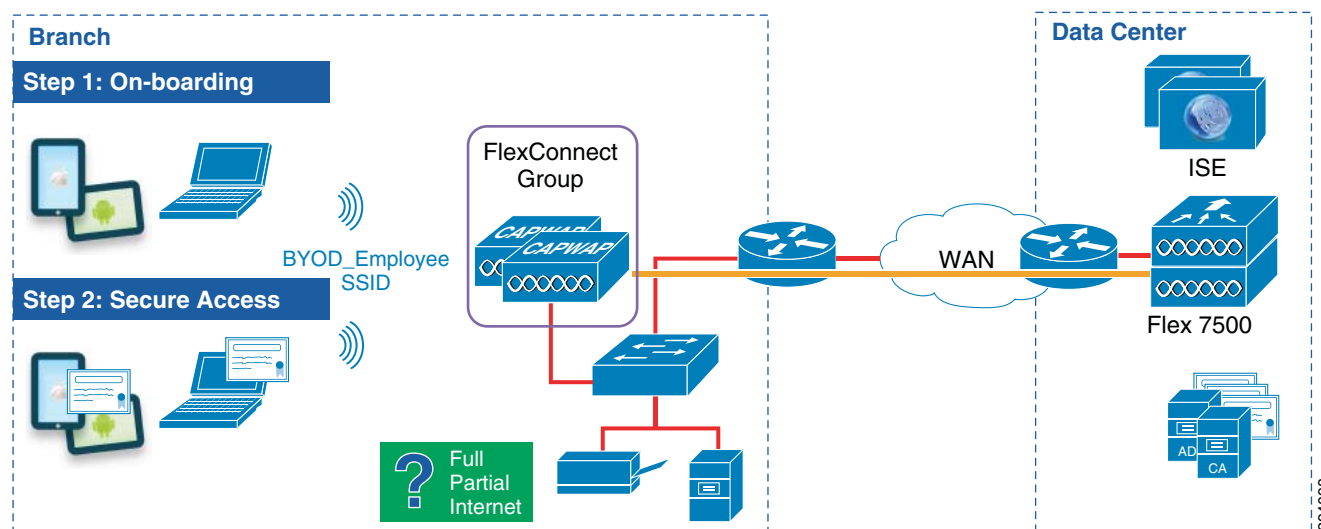 Branch
Data Center
Step 1: On-boarding
FlexConnect
Group
CAPWAP
CAPWAP
BYOD_Employee
SSID
WAN
ISE
Flex 7500
Step 2: Secure Access
?
Full
Partial
Internet
AD
CA